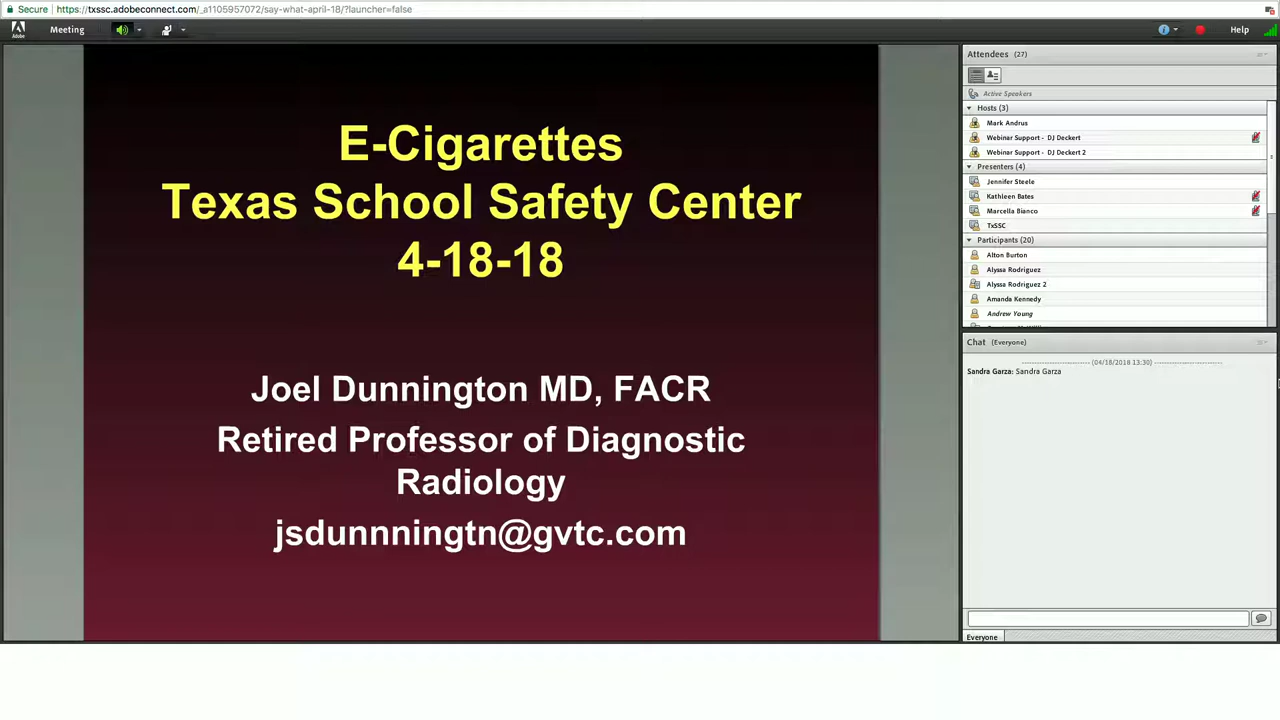 Secure
https://txssc.adobeconnect.com/_a1105957072/say-what-april-18/?launcher=false
Adobe
Meeting
Help
E-Cigarettes
Texas School Safety Center
4-18-18
Joel Dunnington MD, FACR
Retired Professor of Diagnostic
Radiology
jsdunnningtn@gvtc.com
Attendees (27)
Active Speakers
Hosts (3)
Mark Andrus
Webinar Support - DJ Deckert
Webinar Support - DJ Deckert 2
Presenters (4)
Jennifer Steele
Kathleen Bates
Marcella Bianco
TxSSC
Participants (20)
Alton Burton
Alyssa Rodriguez
Alyssa Rodriguez 2
Amanda Kennedy
Andrew Young
Chat (Everyone)
(04/18/2018 13:30)
Sandra Garza: Sandra Garza
Everyone